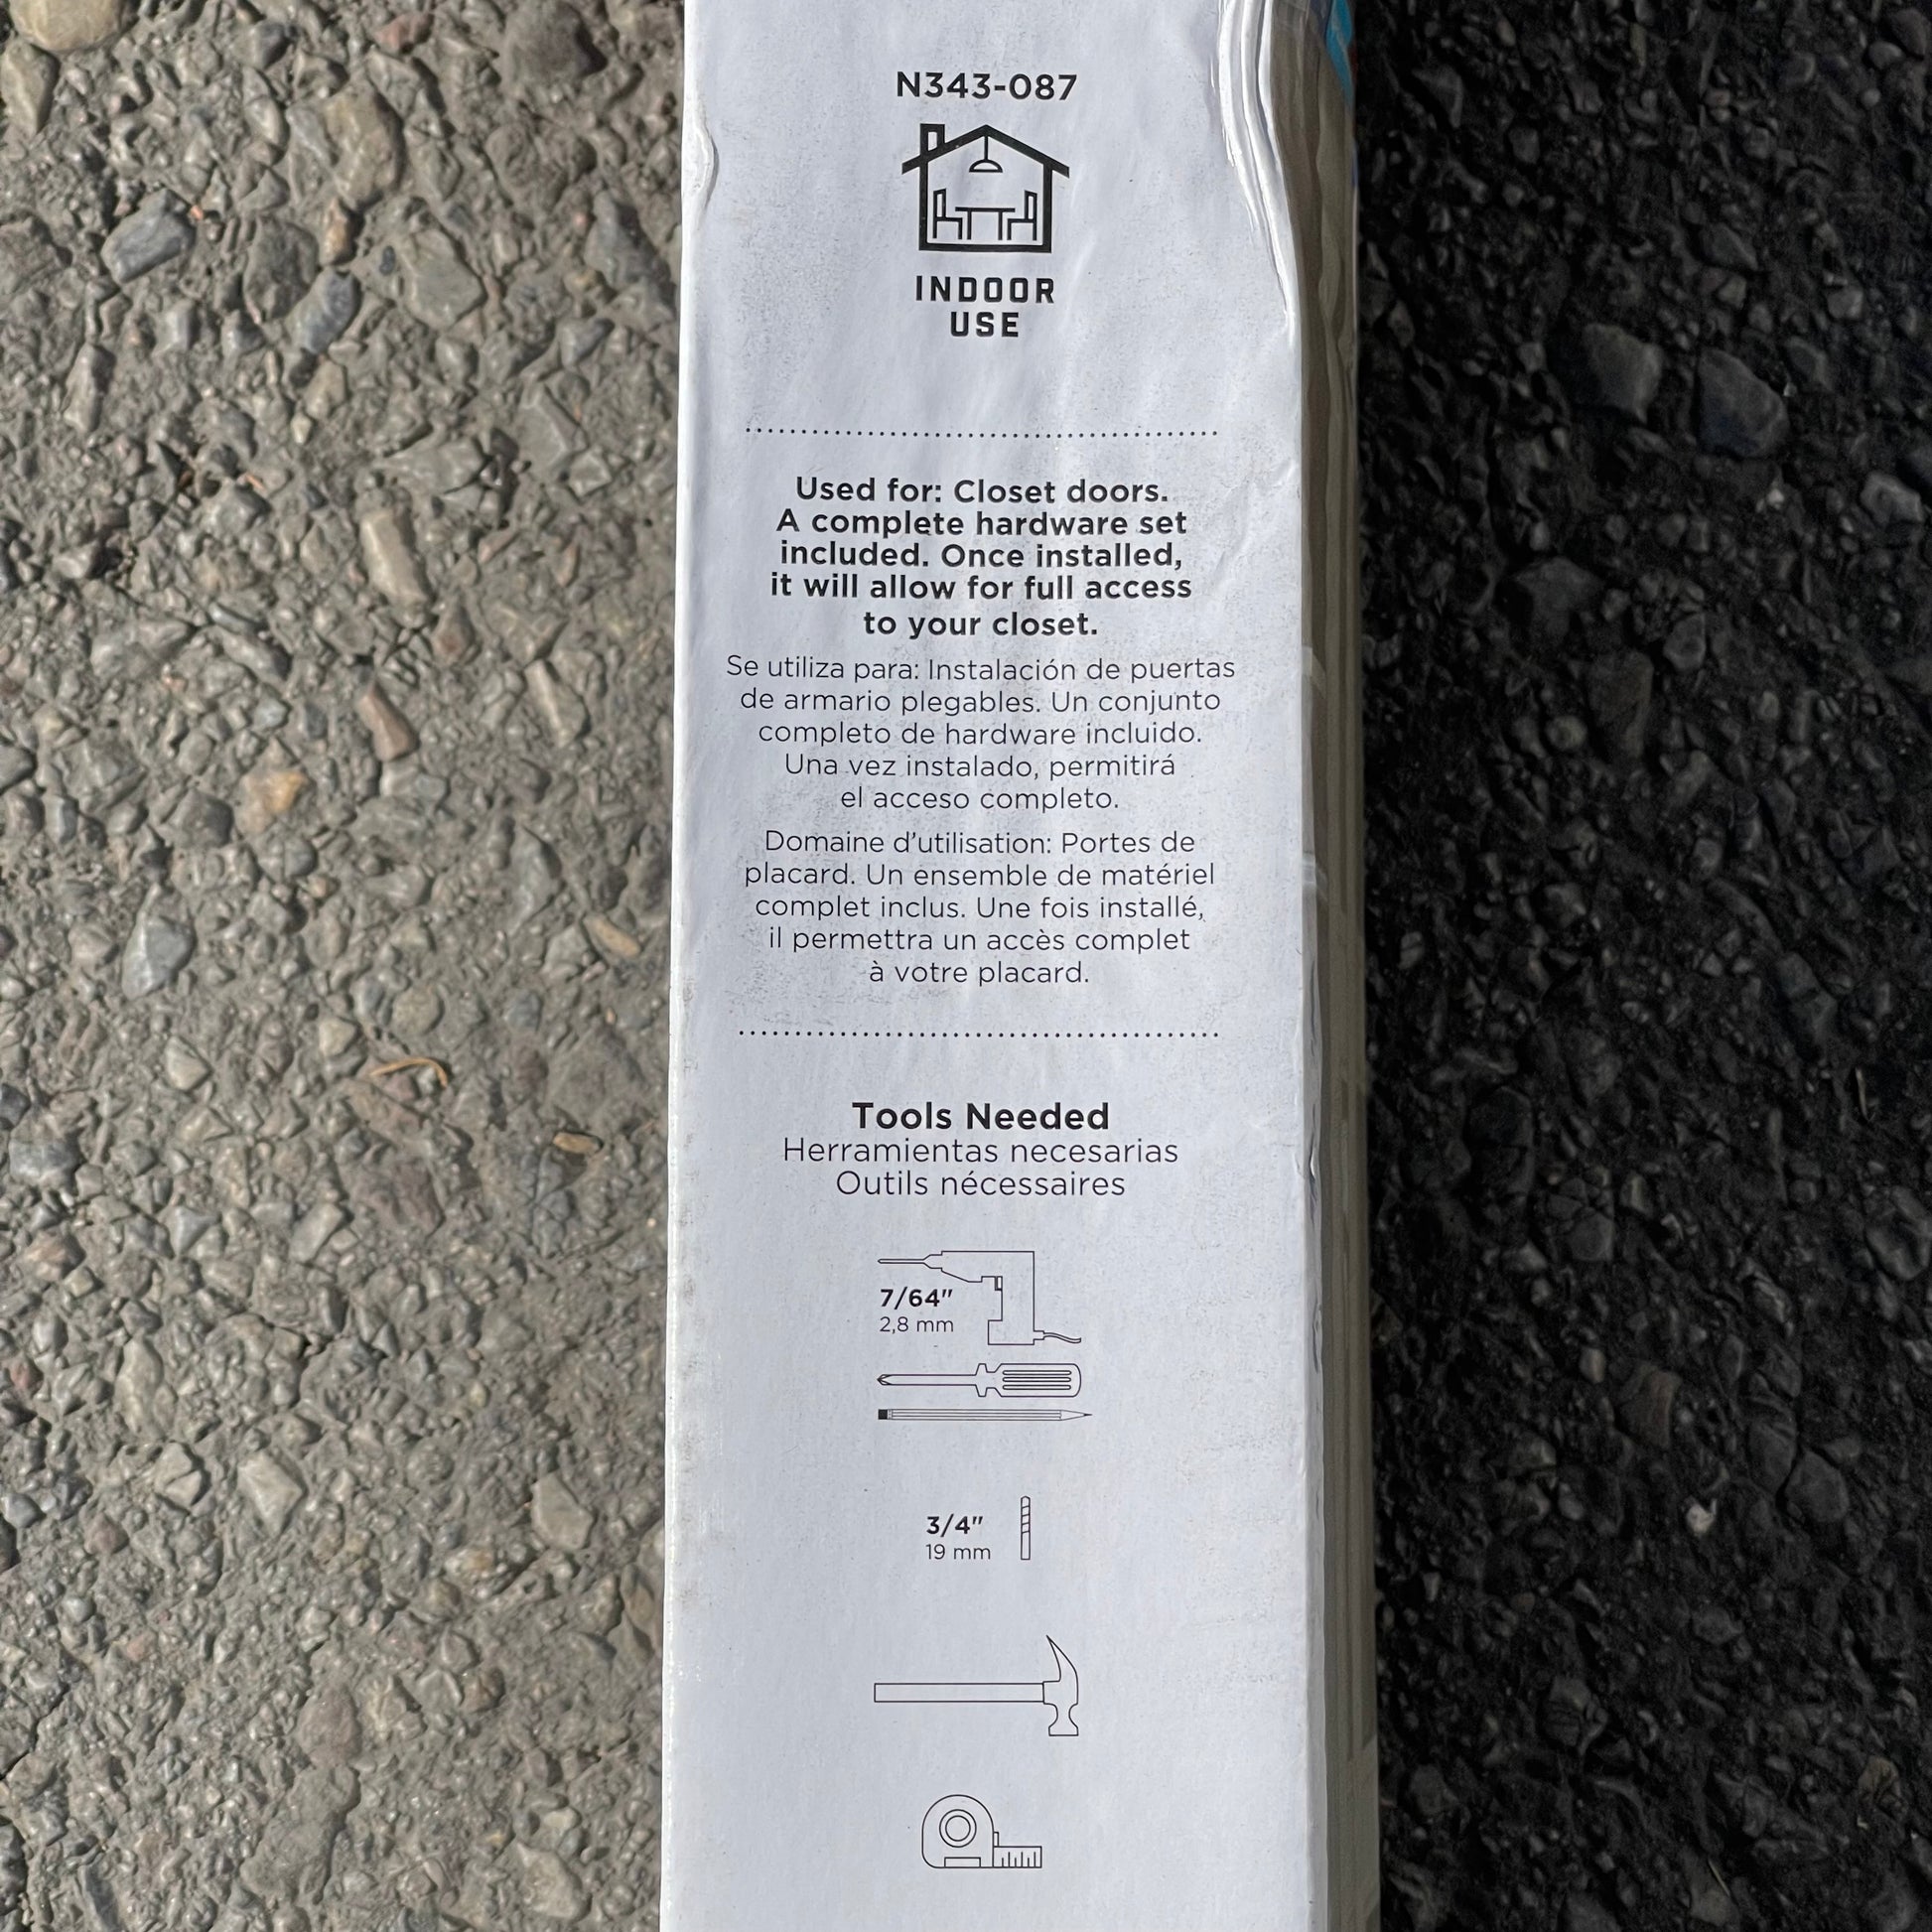 N343-087
INDOOR
USE
Used for: Closet doors.
A complete hardware set
included. Once installed,
it will allow for full access
to your closet.
Se utiliza para: Instalación de puertas
de armario plegables. Un conjunto
completo de hardware incluido.
Una vez instalado, permitirá
el acceso completo.
Domaine d’utilisation: Portes de
placard. Un ensemble de matériel
complet inclus. Une fois installé,
il permettra un accès complet
à votre placard.
Tools Needed
Herramientas necesarias
Outils nécessaires
7/64"
2,8 mm
3/4"
19 mm